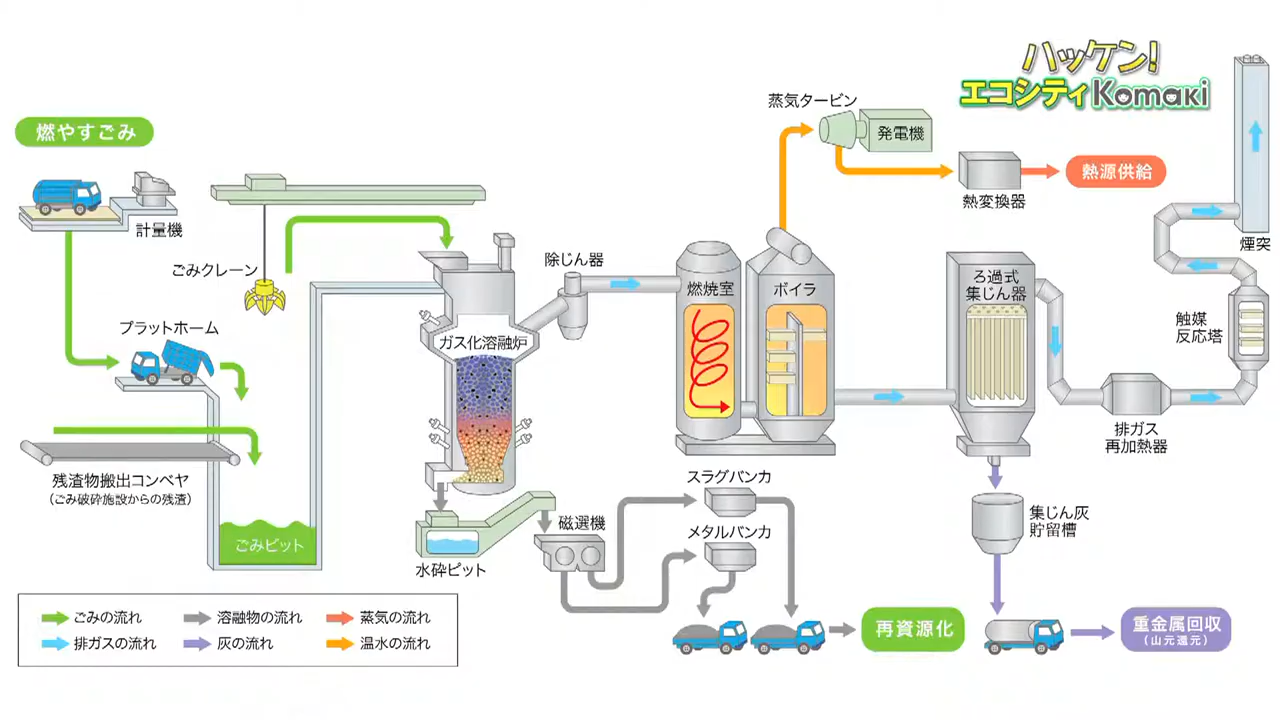 ハッケン!
エコシティKomaki
燃やすごみ
計量機
ごみクレーン
プラットホーム
残渣物搬出コンベヤ
(ごみ破砕施設からの残渣)
ごみピット
ガス化溶融炉
除じん器
燃焼室
ボイラ
蒸気タービン
発電機
熱変換器
熱源供給
ろ過式
集じん器
排ガス
再加熱器
触媒
反応塔
煙突
水砕ピット
磁選機
スラグバンカ
メタルバンカ
再資源化
集じん灰
貯留槽
重金属回収
(山元還元)
ごみの流れ
溶融物の流れ
蒸気の流れ
排ガスの流れ
灰の流れ
温水の流れ